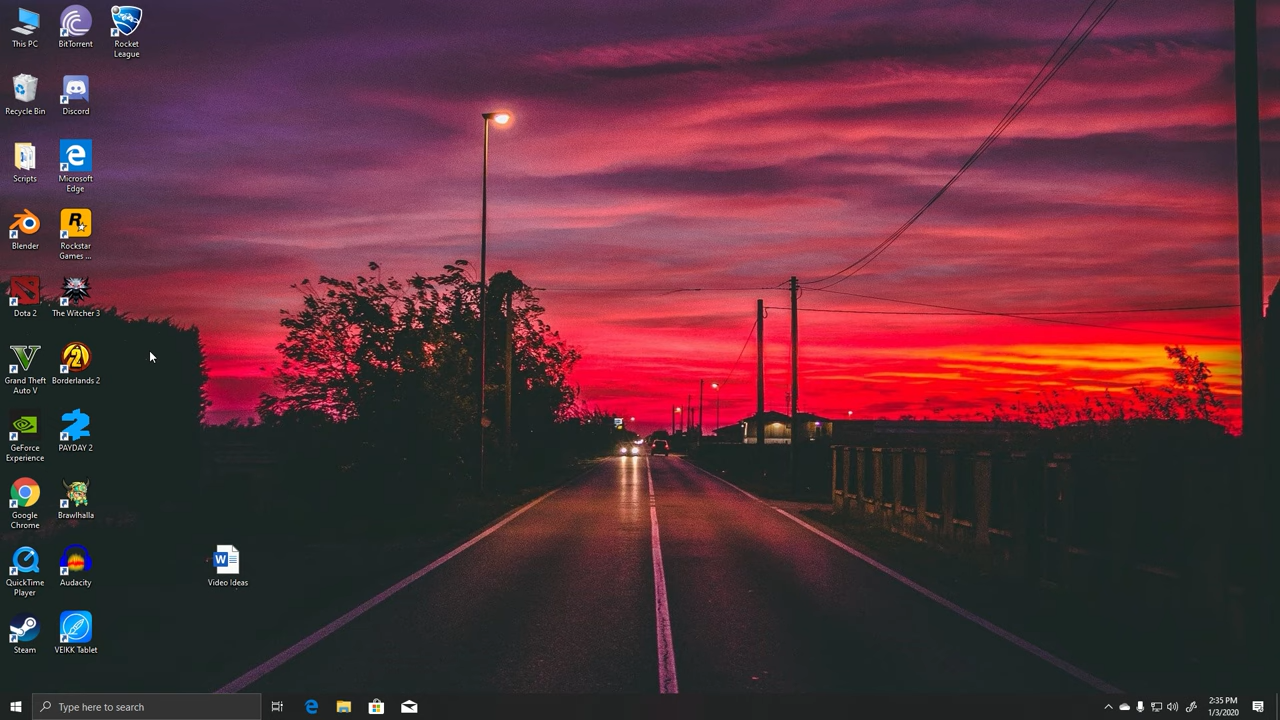 This PC
BitTorrent
Rocket
League
Recycle Bin
Discord
Scripts
Microsoft
Edge
Blender
Rockstar
Games ...
Dota 2
The Witcher 3
Grand Theft
Auto V
Borderlands 2
GeForce
Experience
PAYDAY 2
Google
Chrome
Brawlhalla
QuickTime
Player
Audacity
Video Ideas
Steam
VEIKK Tablet
Type here to search
2:35 PM
1/3/2020